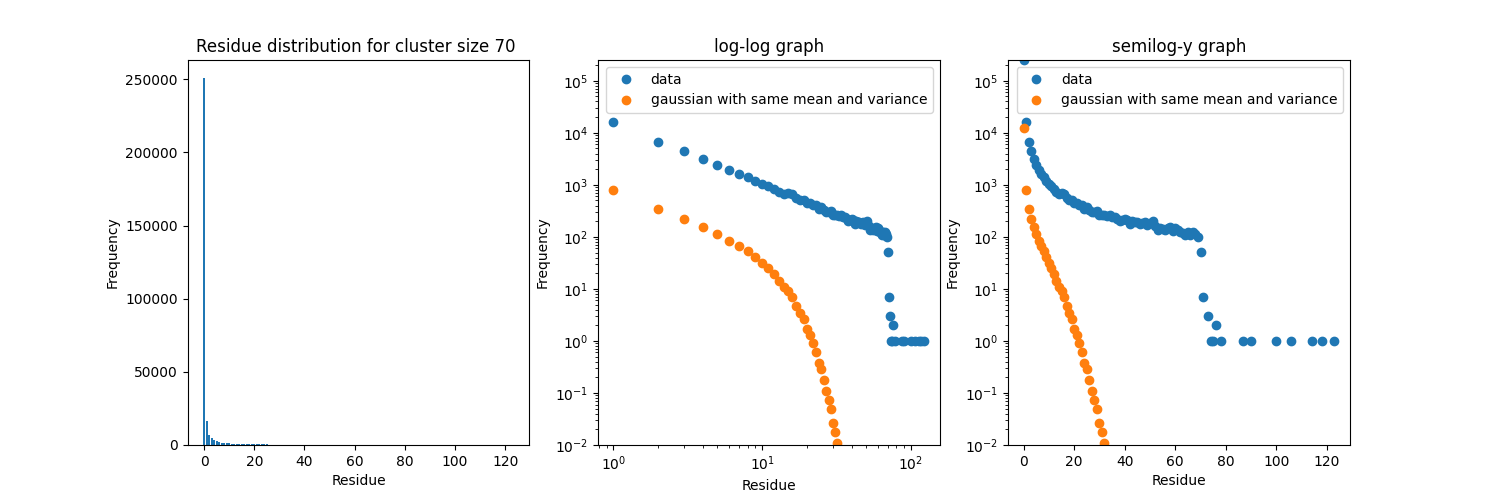 Residue distribution for cluster size 70
250000
200000
150000
100000
50000
0
Frequency
0 20 40 60 80 100 120
Residue
log-log graph
data
gaussian with same mean and variance
10^5
10^4
10^3
10^2
10^1
10^0
10^-1
10^-2
Frequency
10^0 10^1 10^2
Residue
semilog-y graph
data
gaussian with same mean and variance
10^5
10^4
10^3
10^2
10^1
10^0
10^-1
10^-2
Frequency
0 20 40 60 80 100 120
Residue